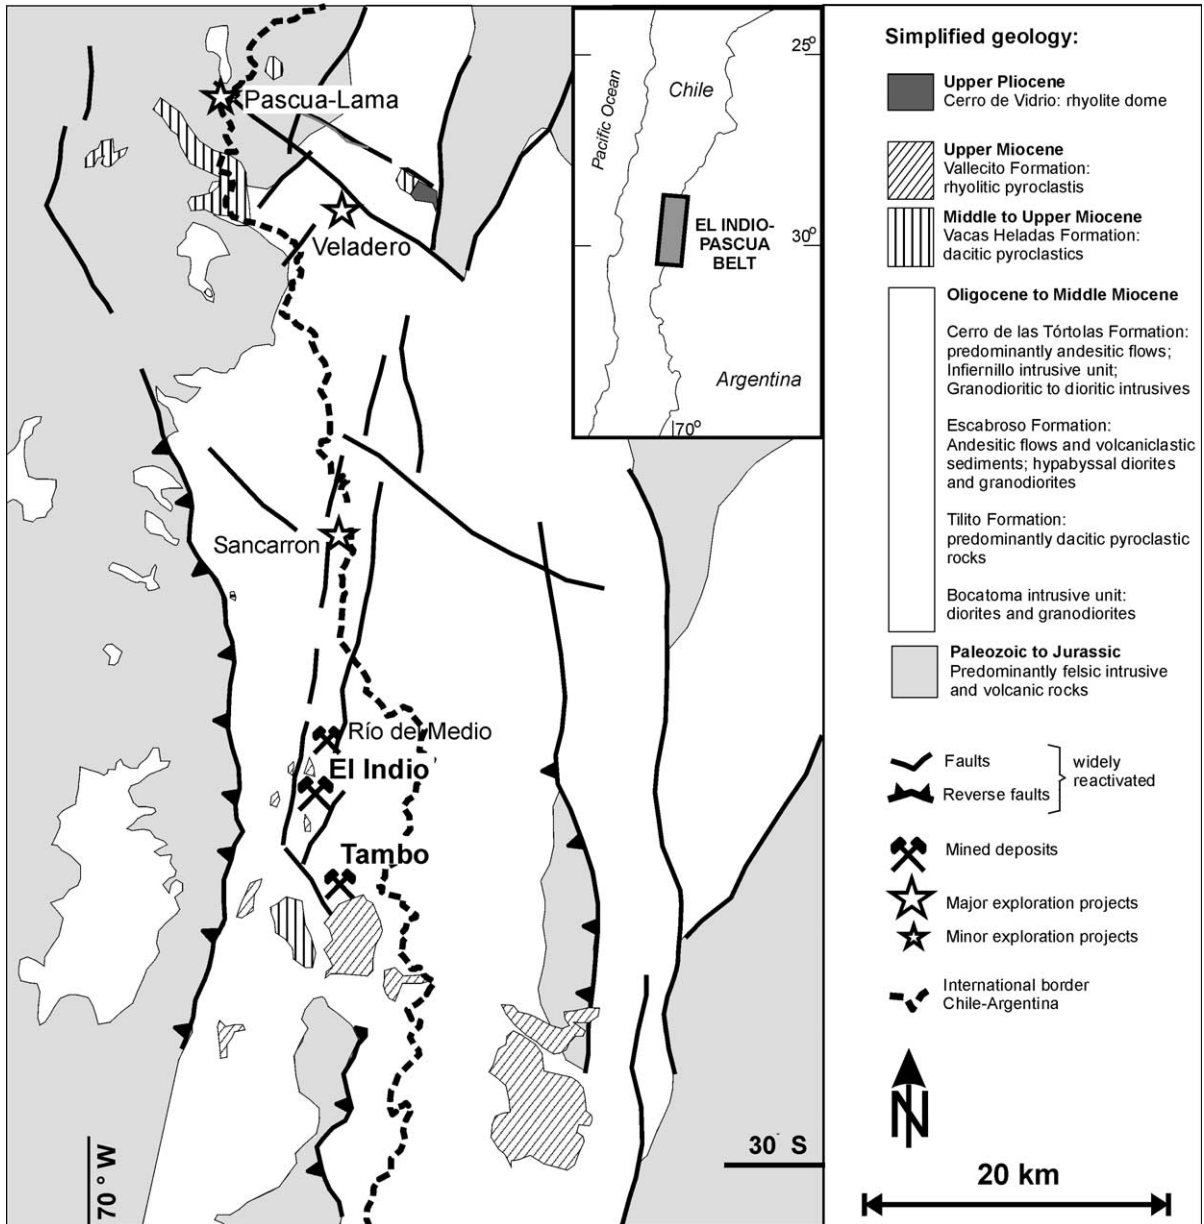 Pascua-Lama
Veladero
Sancarron
Río del Medio
El Indio
Tambo
70° W
30° S
25°
Pacific Ocean
Chile
EL INDIO-
PASCUA
BELT
30°
Argentina
70°
Simplified geology:
Upper Pliocene
Cerro de Vidrio: rhyolite dome
Upper Miocene
Vallecito Formation:
rhyolitic pyroclastis
Middle to Upper Miocene
Vacas Heladas Formation:
dacitic pyroclastics
Oligocene to Middle Miocene
Cerro de las Tórtolas Formation:
predominantly andesitic flows;
Infiernillo intrusive unit;
Granodioritic to dioritic intrusives
Escabroso Formation:
Andesitic flows and volcaniclastic
sediments; hypabyssal diorites
and granodiorites
Tilito Formation:
predominantly dacitic pyroclastic
rocks
Bocatoma intrusive unit:
diorites and granodiorites
Paleozoic to Jurassic
Predominantly felsic intrusive
and volcanic rocks
Faults
Reverse faults
widely
reactivated
Mined deposits
Major exploration projects
Minor exploration projects
International border
Chile-Argentina
N
20 km